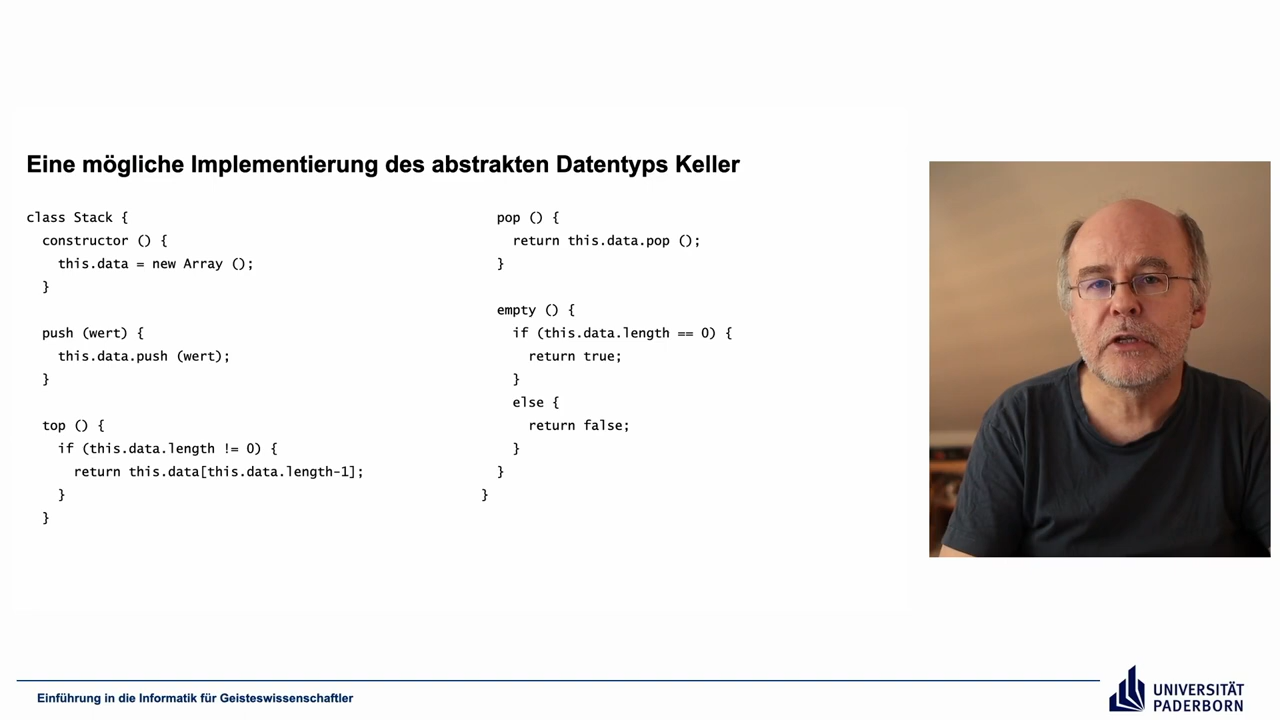 Eine mögliche Implementierung des abstrakten Datentyps Keller
class Stack {
constructor () {
this.data = new Array ();
}
push (wert) {
this.data.push (wert);
}
top () {
if (this.data.length != 0) {
return this.data[this.data.length-1];
}
}
pop () {
return this.data.pop ();
}
empty () {
if (this.data.length == 0) {
return true;
}
else {
return false;
}
}
}
Einführung in die Informatik für Geisteswissenschaftler
UNIVERSITÄT
PADERBORN